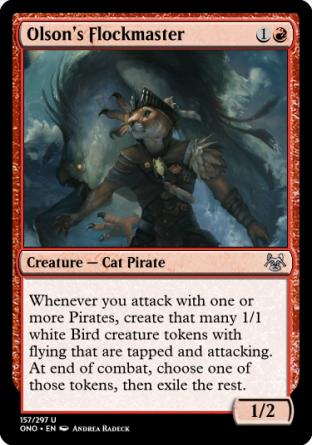 Olson's Flockmaster 1
Creature — Cat Pirate
Whenever you attack with one or
more Pirates, create that many 1/1
white Bird creature tokens with
flying that are tapped and attacking.
At end of combat, choose one of
those tokens, then exile the rest.
1/2
157/297 U
ONO • EN Andrea Radeck